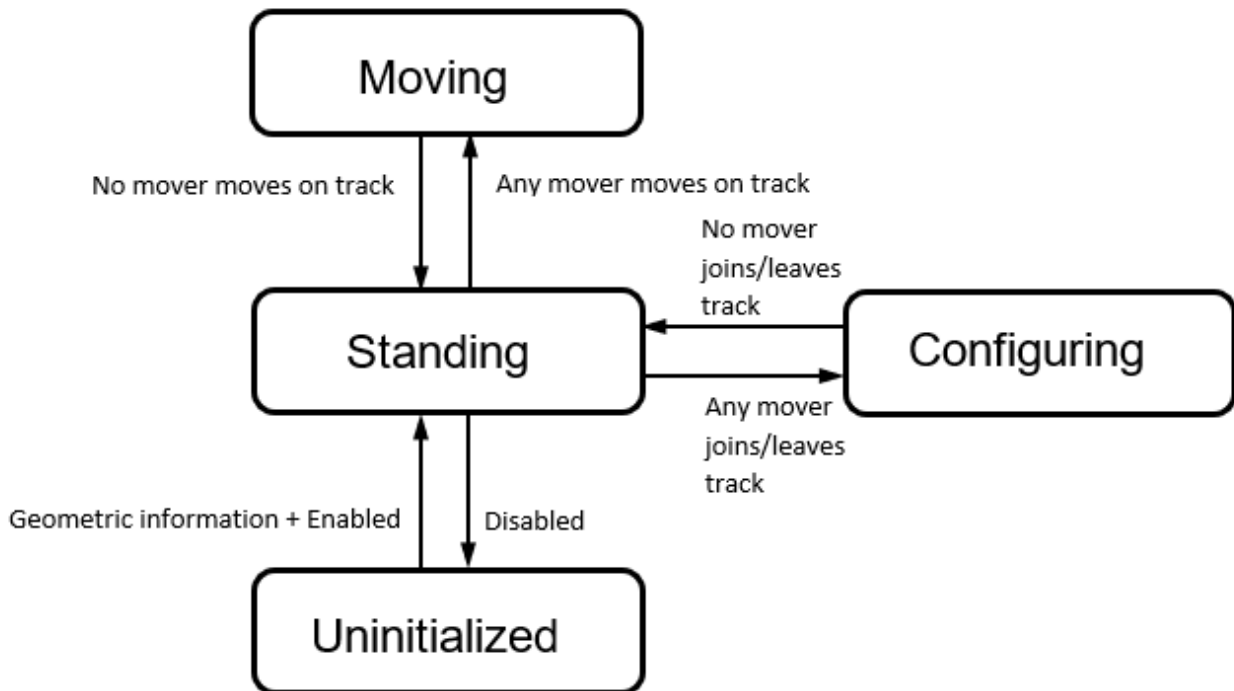 Moving
No mover moves on track
Any mover moves on track
No mover
joins/leaves
track
Standing
Configuring
Any mover
joins/leaves
track
Geometric information + Enabled
Disabled
Uninitialized